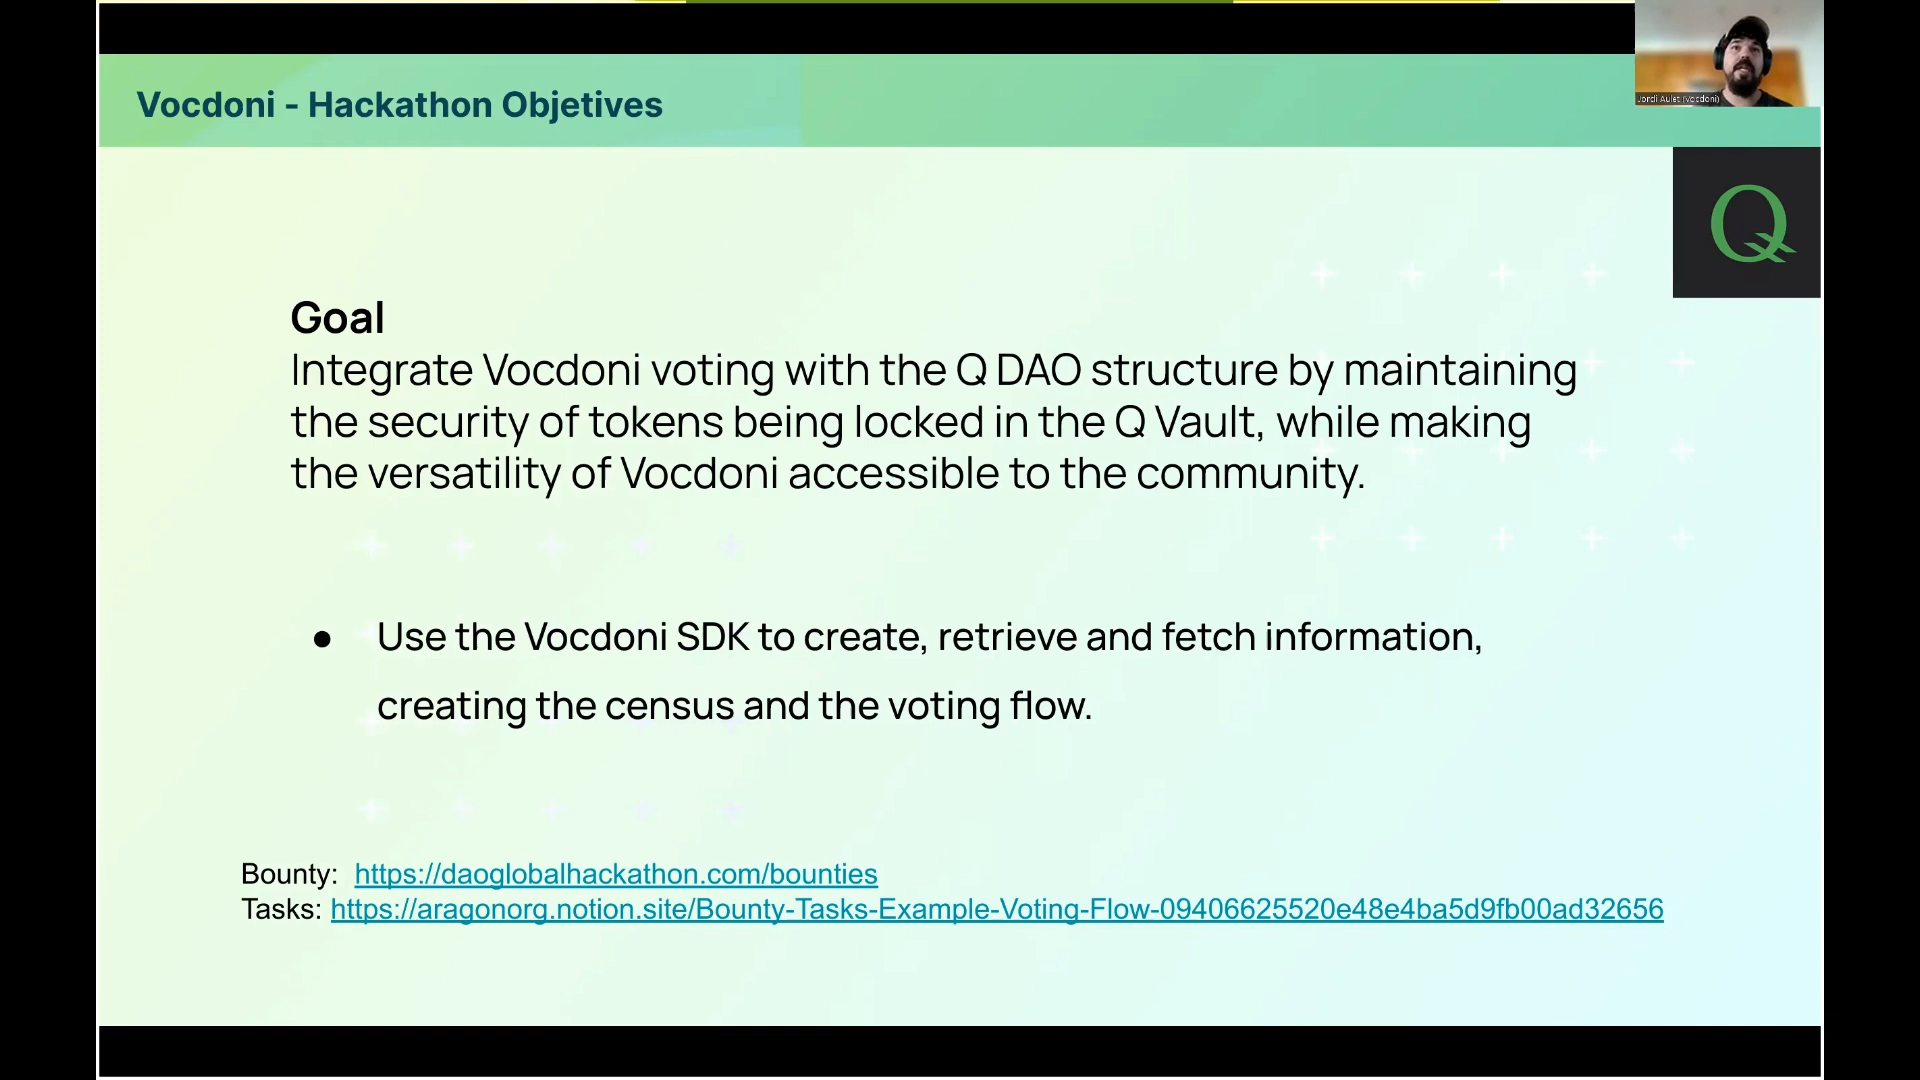 Vocdoni - Hackathon Objetives
Jordi Aulet (Vocdoni)
Q
Goal
Integrate Vocdoni voting with the Q DAO structure by maintaining
the security of tokens being locked in the Q Vault, while making
the versatility of Vocdoni accessible to the community.
● Use the Vocdoni SDK to create, retrieve and fetch information,
creating the census and the voting flow.
Bounty: https://daoglobalhackathon.com/bounties
Tasks: https://aragonorg.notion.site/Bounty-Tasks-Example-Voting-Flow-09406625520e48e4ba5d9fb00ad32656